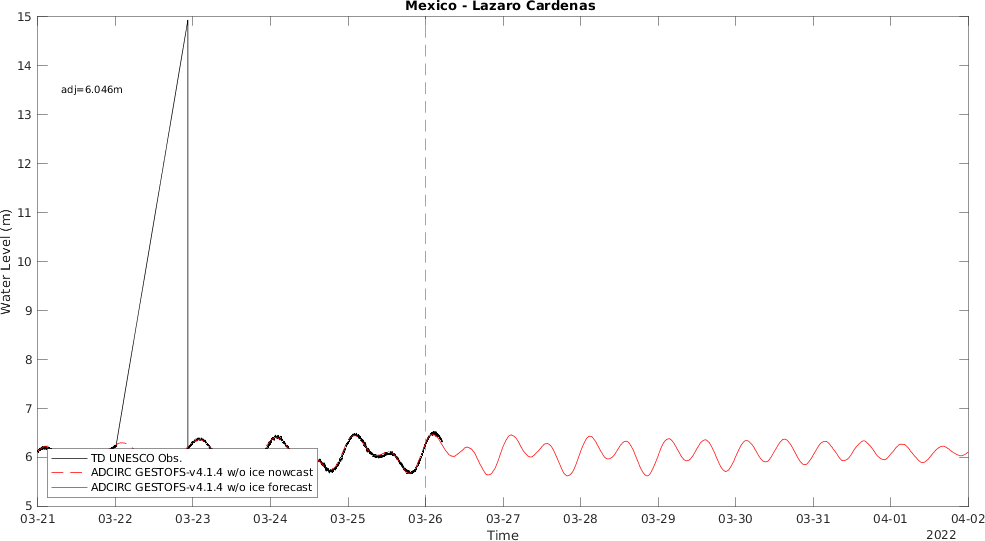 Mexico - Lazaro Cardenas
15
14
adj=6.046m
13
12
11
10
9
8
7
6
5
Water Level (m)
TD UNESCO Obs.
ADCIRC GESTOFS-v4.1.4 w/o ice nowcast
ADCIRC GESTOFS-v4.1.4 w/o ice forecast
03-21 03-22 03-23 03-24 03-25 03-26 03-27 03-28 03-29 03-30 03-31 04-01 04-02
Time
2022